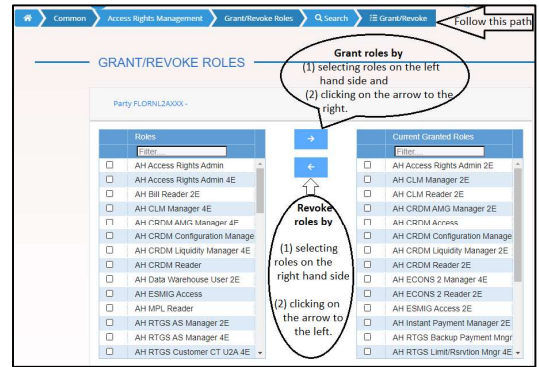 Common Access Rights Management Grant/Revoke Roles Search Grant/Revoke
Follow this path
GRANT/REVOKE ROLES
Grant roles by
(1) selecting roles on the left
hand side and
(2) clicking on the arrow to the
right.
Party FLORNL2AXXX -
Roles
Filter...
AH Access Rights Admin
AH Access Rights Admin 4E
AH Bill Reader 2E
AH CLM Manager 4E
AH CRDM AMG Manager 4E
AH CRDM Configuration Manage
AH CRDM Liquidity Manager 4E
AH CRDM Reader
AH Data Warehouse User 2E
AH ESMIG Access
AH MPL Reader
AH RTGS AS Manager 2E
AH RTGS AS Manager 4E
AH RTGS Customer CT U2A 4E
→
←
Revoke
roles by
(1) selecting
roles on the
right hand side
(2) clicking on
the arrow to
the left.
Current Granted Roles
Filter...
AH Access Rights Admin 2E
AH CLM Manager 2E
AH CLM Reader 2E
AH CRDM AMG Manager 2E
AH CRDM Access
AH CRDM Configuration Manage
AH CRDM Liquidity Manager 2E
AH CRDM Reader 2E
AH ECONS 2 Manager 4E
AH ECONS 2 Reader 2E
AH ESMIG Access 2E
AH Instant Payment Manager 2E
AH RTGS Backup Payment Mngr
AH RTGS Limit/Rsrvtion Mngr 4E